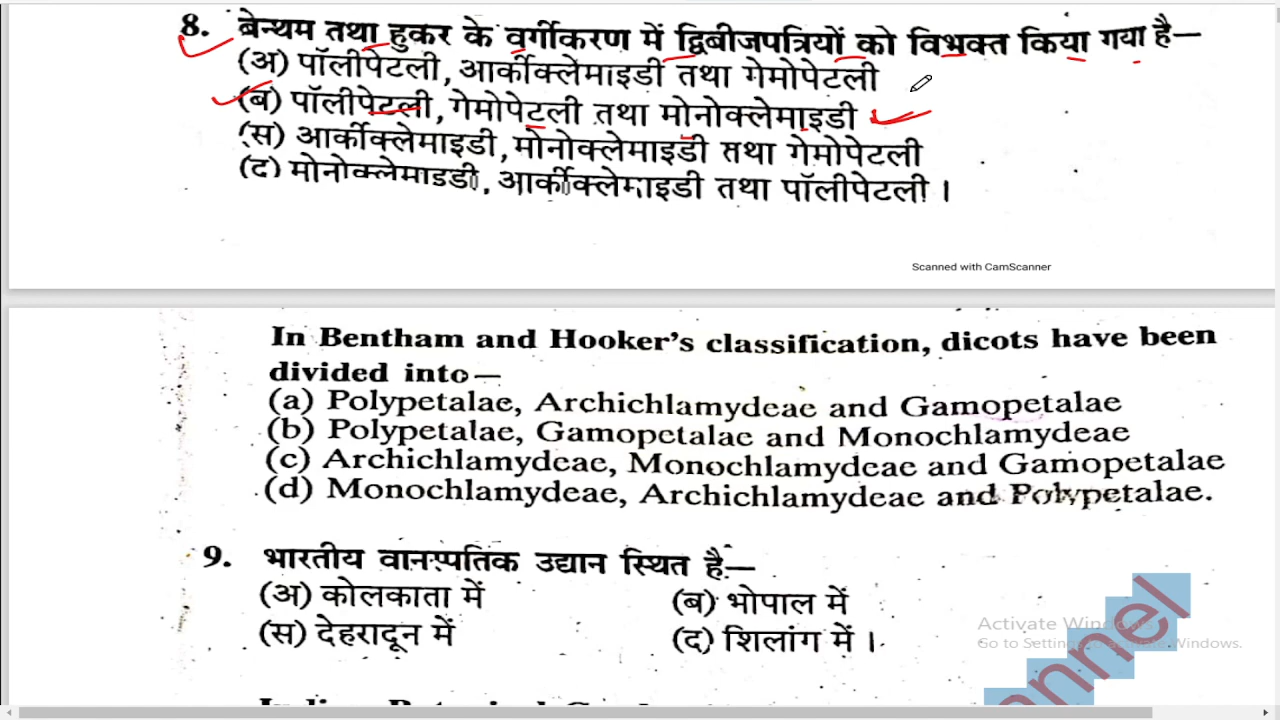 8. बेन्थम तथा हुकर के वर्गीकरण में द्विबीजपत्रियों को विभक्त किया गया है—
(अ) पॉलीपेटली, आर्कीक्लेमाइडी तथा गेमोपेटली
(ब) पॉलीपेटली, गेमोपेटली तथा मोनोक्लेमाइडी
(स) आर्कीक्लेमाइडी, मोनोक्लेमाइडी तथा गेमोपेटली
(द) मोनोक्लेमाइडी, आर्कीक्लेमाइडी तथा पॉलीपेटली ।
Scanned with CamScanner
In Bentham and Hooker's classification, dicots have been
divided into—
(a) Polypetalae, Archichlamydeae and Gamopetalae
(b) Polypetalae, Gamopetalae and Monochlamydeae
(c) Archichlamydeae, Monochlamydeae and Gamopetalae
(d) Monochlamydeae, Archichlamydeae and Polypetalae.
9. भारतीय वानस्पतिक उद्यान स्थित है—
(अ) कोलकाता में (ब) भोपाल में
(स) देहरादून में (द) शिलांग में ।
Activate Windows
Go to Settings to activate Windows.